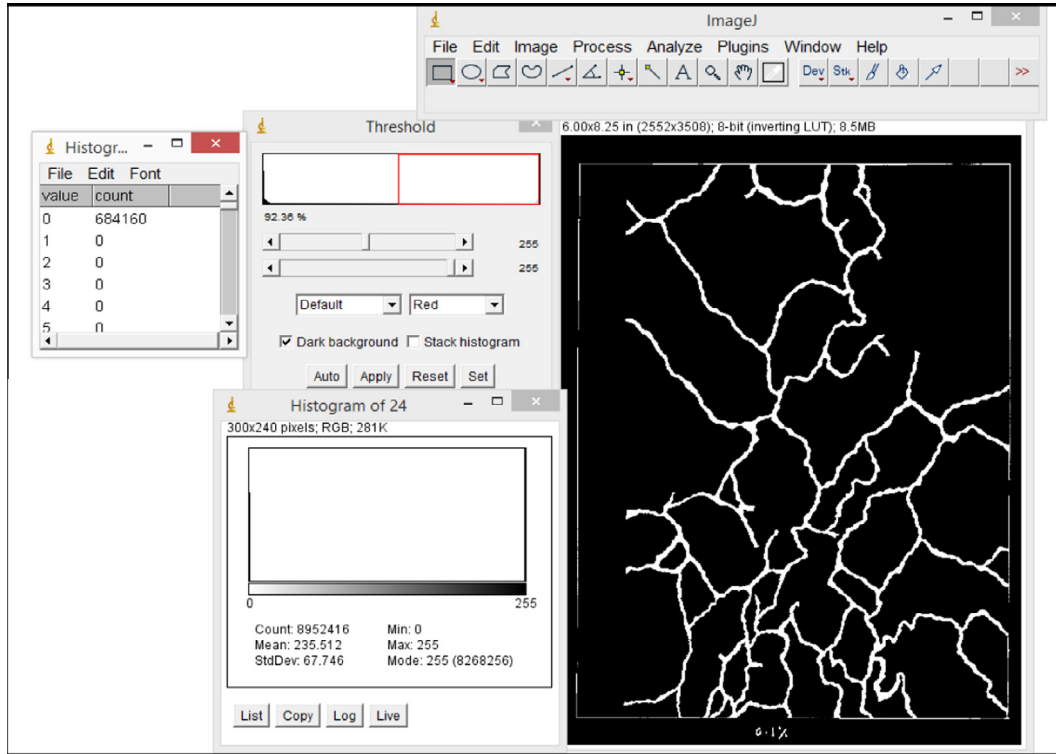 ImageJ
File Edit Image Process Analyze Plugins Window Help
Dev Stk >>
Threshold
6.00x8.25 in (2552x3508); 8-bit (inverting LUT); 8.5MB
Histogr...
File Edit Font
value count
0 684160
1 0
2 0
3 0
4 0
5 0
92.36 %
255
255
Default Red
Dark background Stack histogram
Auto Apply Reset Set
Histogram of 24
300x240 pixels; RGB; 281K
0 255
Count: 8952416 Min: 0
Mean: 235.512 Max: 255
StdDev: 67.746 Mode: 255 (8268256)
List Copy Log Live
0.1%